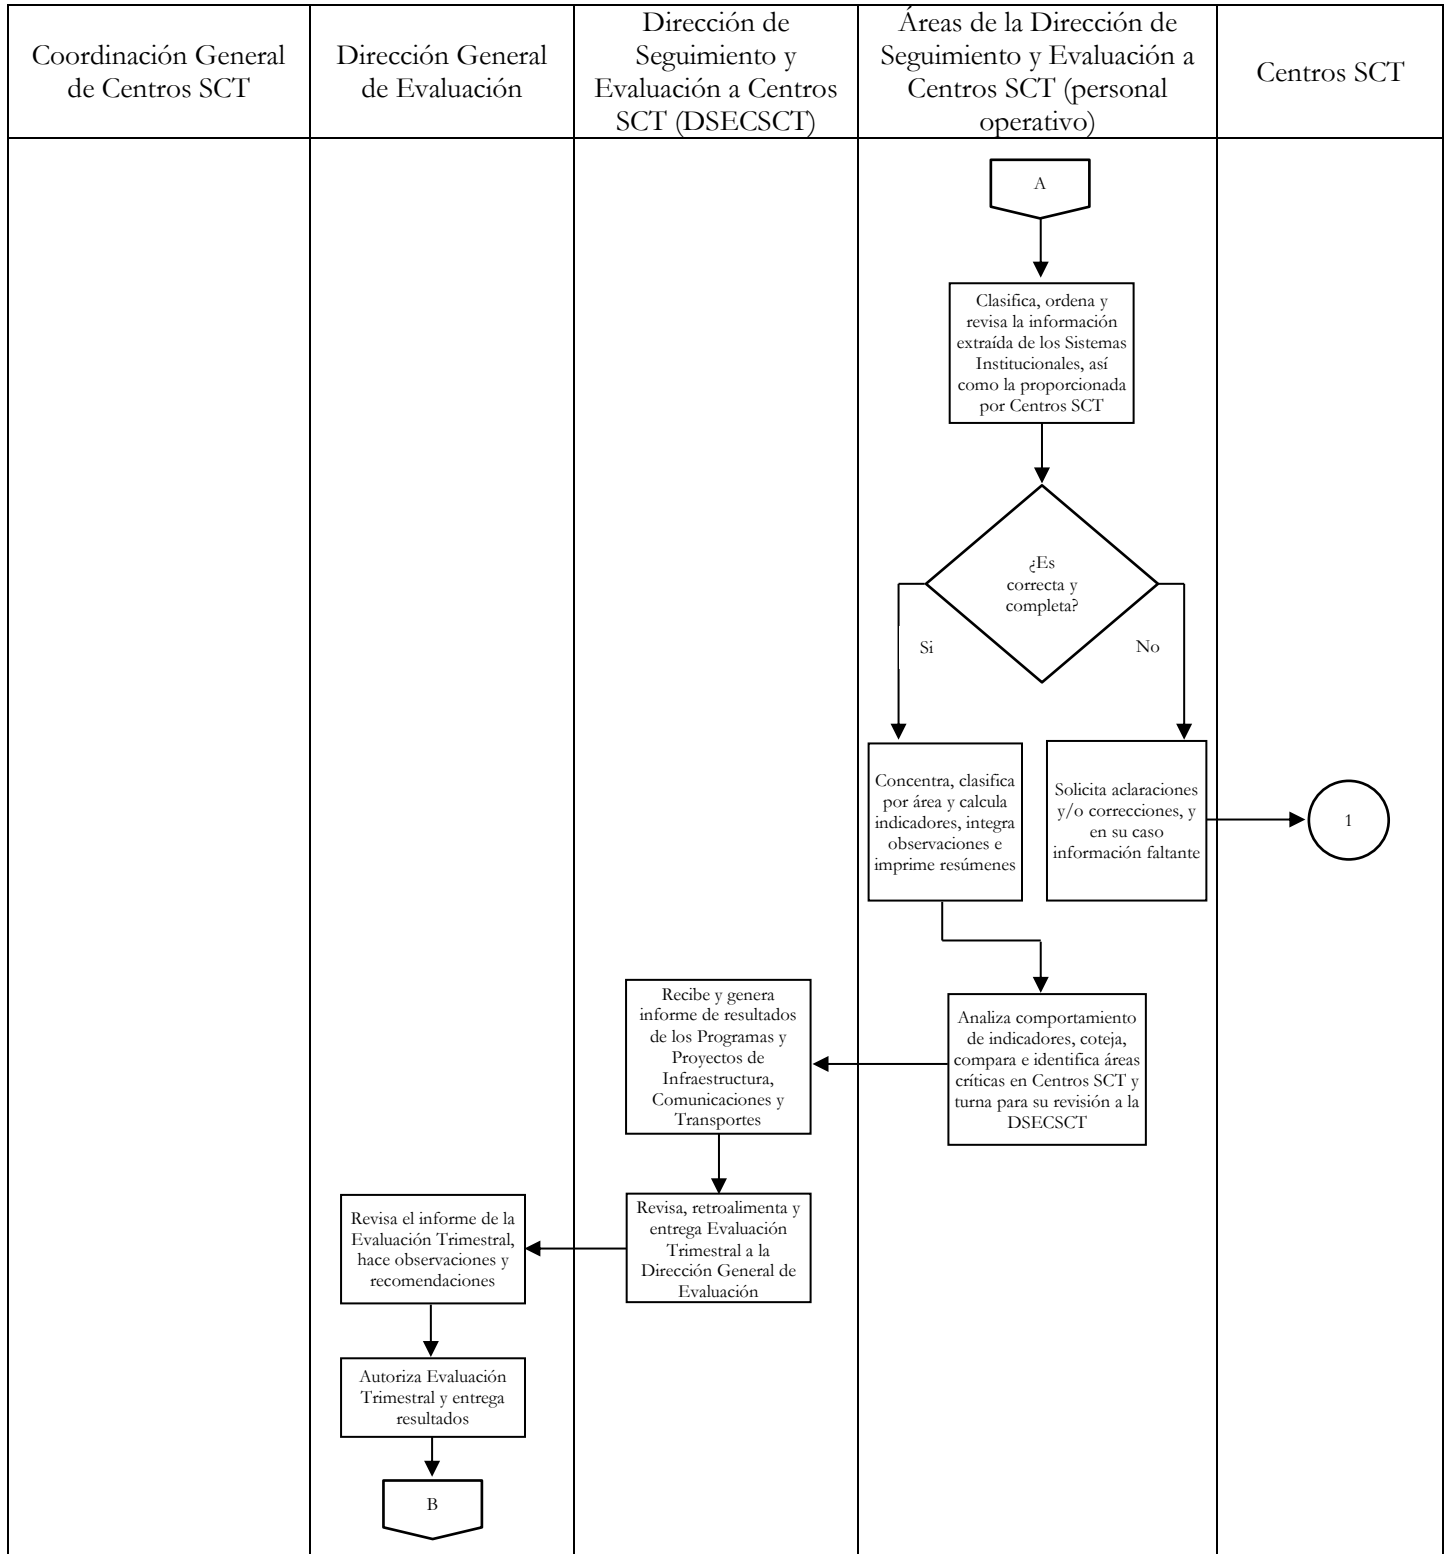 Coordinación General
de Centros SCT
Dirección General
de Evaluación
Dirección de
Seguimiento y
Evaluación a Centros
SCT (DSECSCT)
Áreas de la Dirección de
Seguimiento y Evaluación a
Centros SCT (personal
operativo)
Centros SCT
A
Clasifica, ordena y
revisa la información
extraída de los Sistemas
Institucionales, así
como la proporcionada
por Centros SCT
¿Es
correcta y
completa?
Si
No
Concentra, clasifica
por área y calcula
indicadores, integra
observaciones e
imprime resúmenes
Solicita aclaraciones
y/o correcciones, y
en su caso
información faltante
1
Analiza comportamiento
de indicadores, coteja,
compara e identifica áreas
críticas en Centros SCT y
turna para su revisión a la
DSECSCT
Recibe y genera
informe de resultados
de los Programas y
Proyectos de
Infraestructura,
Comunicaciones y
Transportes
Revisa, retroalimenta y
entrega Evaluación
Trimestral a la
Dirección General de
Evaluación
Revisa el informe de la
Evaluación Trimestral,
hace observaciones y
recomendaciones
Autoriza Evaluación
Trimestral y entrega
resultados
B